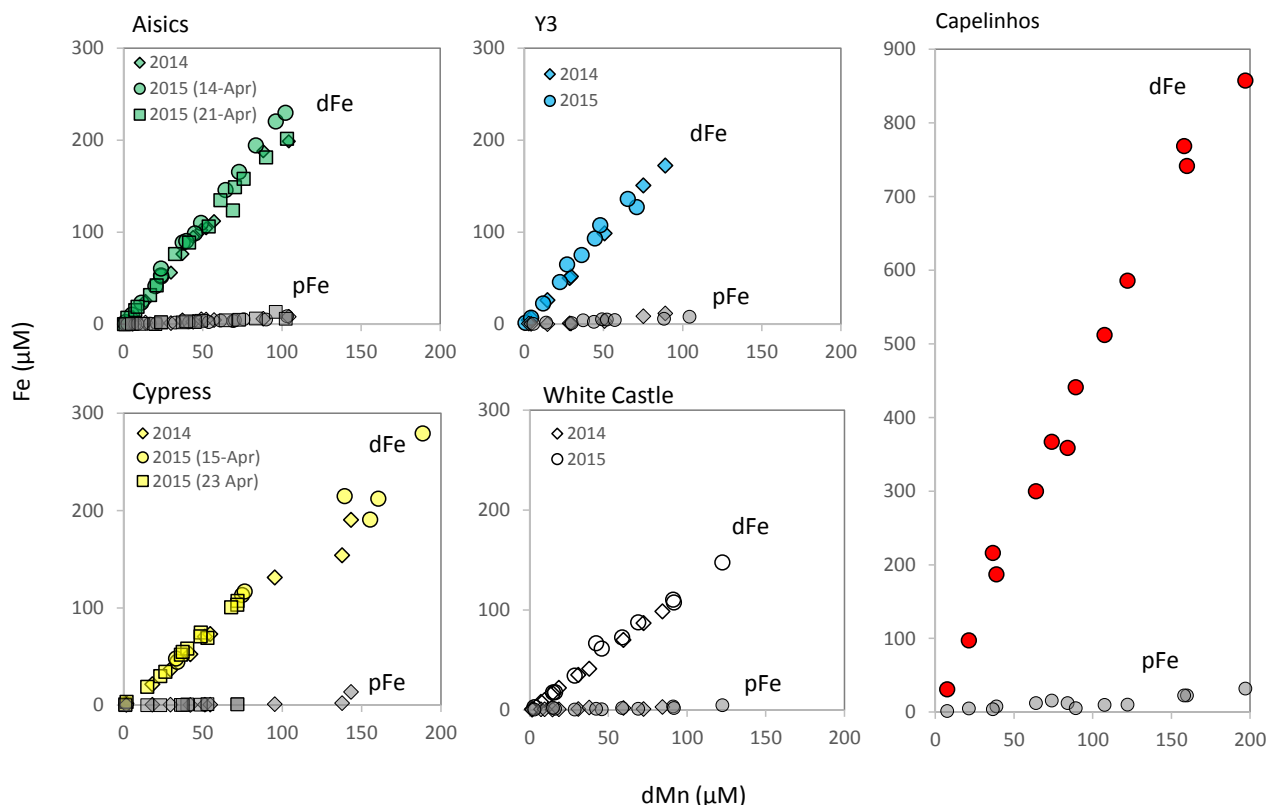 Aisics
300
200
100
0
0 50 100 150 200
2014
2015 (14-Apr)
2015 (21-Apr)
dFe
pFe
Y3
300
200
100
0
0 50 100 150 200
2014
2015
dFe
pFe
Capelinhos
900
800
700
600
500
400
300
200
100
0
0 50 100 150 200
dFe
pFe
Fe (µM)
Cypress
300
200
100
0
0 50 100 150 200
2014
2015 (15-Apr)
2015 (23 Apr)
dFe
pFe
White Castle
300
200
100
0
0 50 100 150 200
2014
2015
dFe
pFe
dMn (µM)